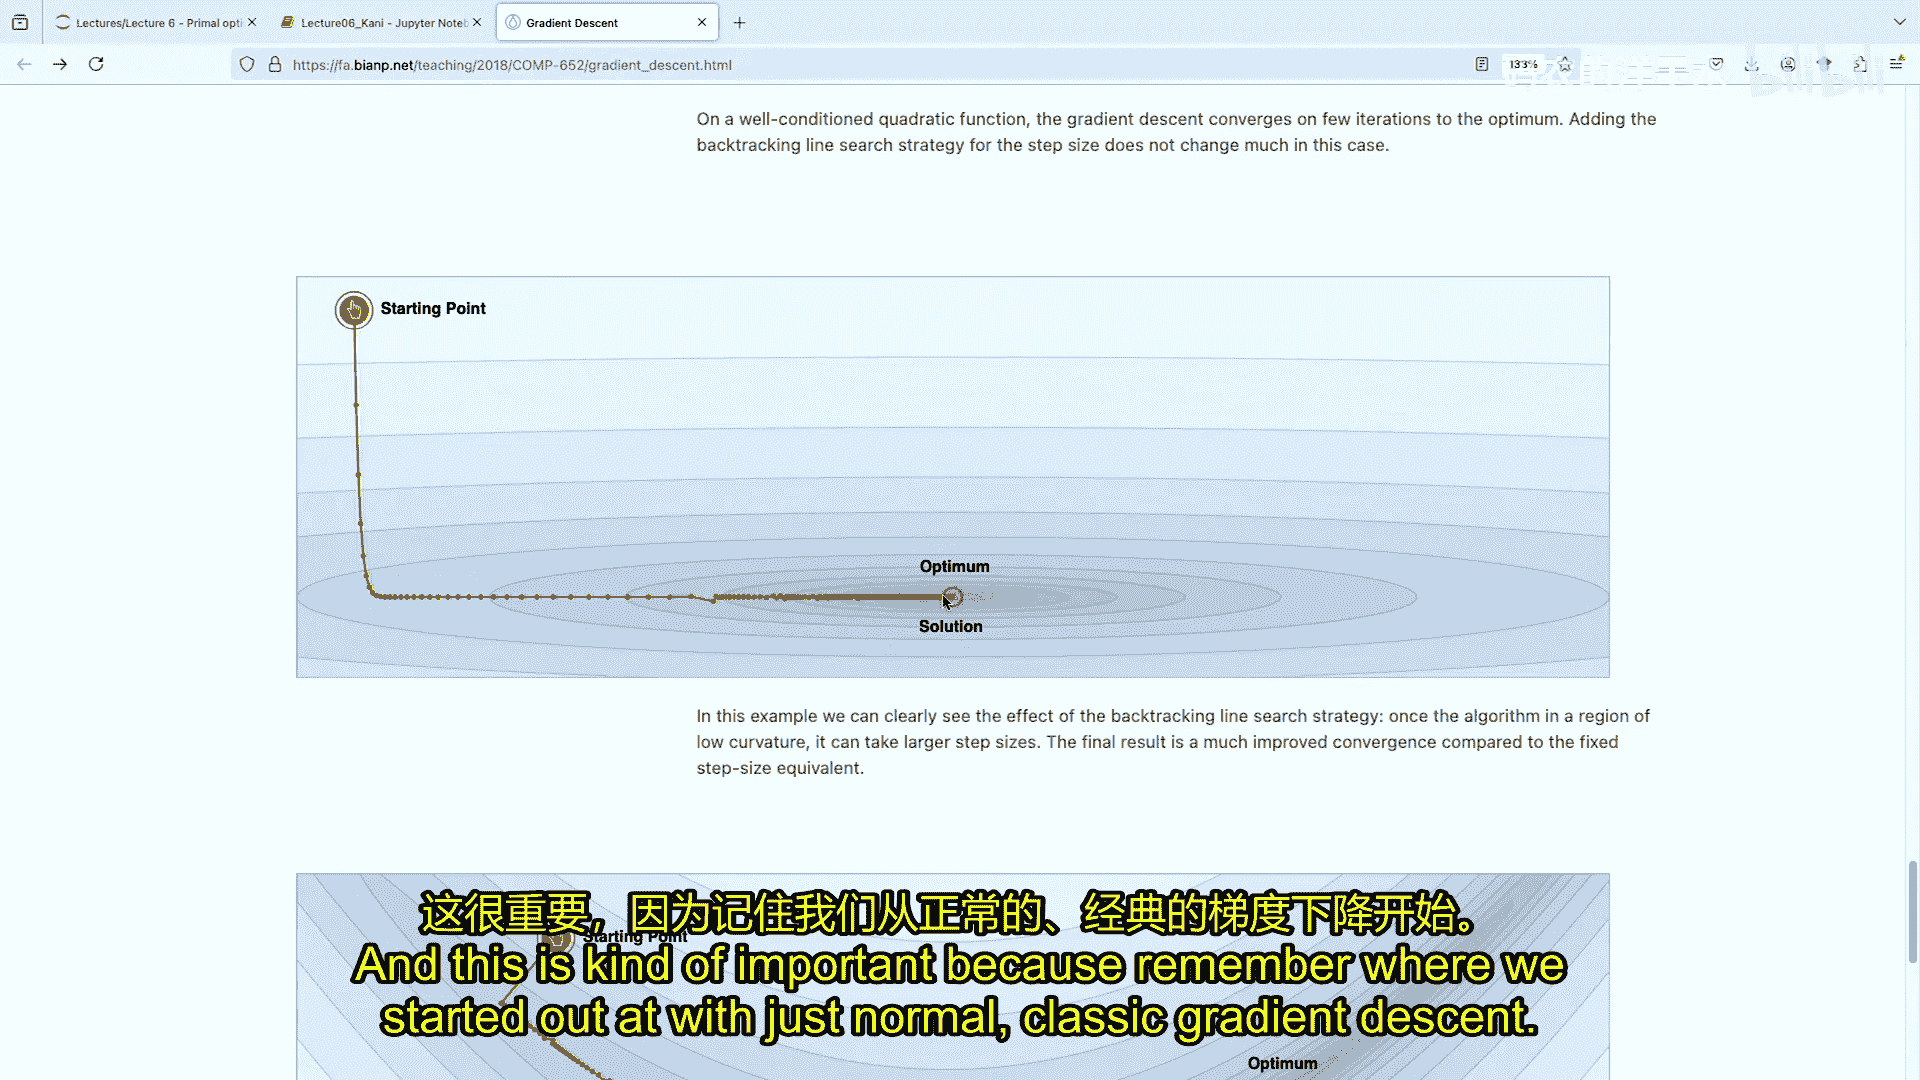 Lectures/Lecture 6 - Primal opti
Lecture06_Kani - Jupyter Noteb
Gradient Descent
https://fa.bianp.net/teaching/2018/COMP-652/gradient_descent.html
133%
On a well-conditioned quadratic function, the gradient descent converges on few iterations to the optimum. Adding the
backtracking line search strategy for the step size does not change much in this case.
Starting Point
Optimum
Solution
In this example we can clearly see the effect of the backtracking line search strategy: once the algorithm in a region of
low curvature, it can take larger step sizes. The final result is a much improved convergence compared to the fixed
step-size equivalent.
这很重要，因为记住我们从正常的、经典的梯度下降开始。
Starting Point
And this is kind of important because remember where we
started out at with just normal, classic gradient descent.
Optimum